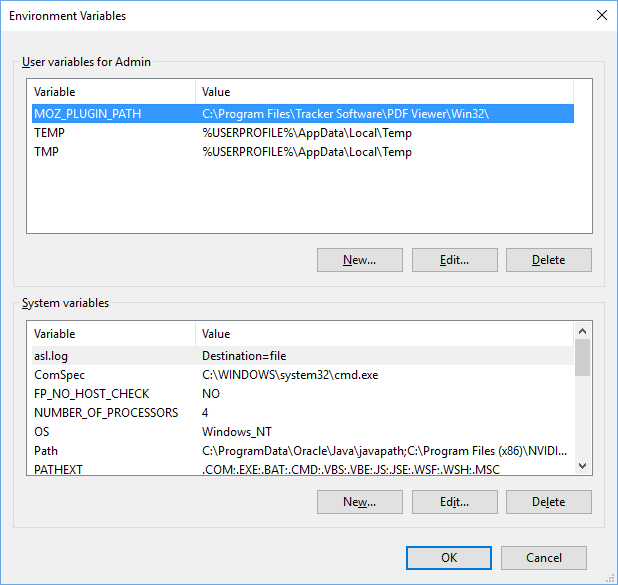 Environment Variables
User variables for Admin
Variable Value
MOZ_PLUGIN_PATH C:\Program Files\Tracker Software\PDF Viewer\Win32\
TEMP %USERPROFILE%\AppData\Local\Temp
TMP %USERPROFILE%\AppData\Local\Temp
New... Edit... Delete
System variables
Variable Value
asl.log Destination=file
ComSpec C:\WINDOWS\system32\cmd.exe
FP_NO_HOST_CHECK NO
NUMBER_OF_PROCESSORS 4
OS Windows_NT
Path C:\ProgramData\Oracle\Java\javapath;C:\Program Files (x86)\NVIDI...
PATHEXT .COM;.EXE;.BAT;.CMD;.VBS;.VBE;.JS;.JSE;.WSF;.WSH;.MSC
New... Edit... Delete
OK Cancel